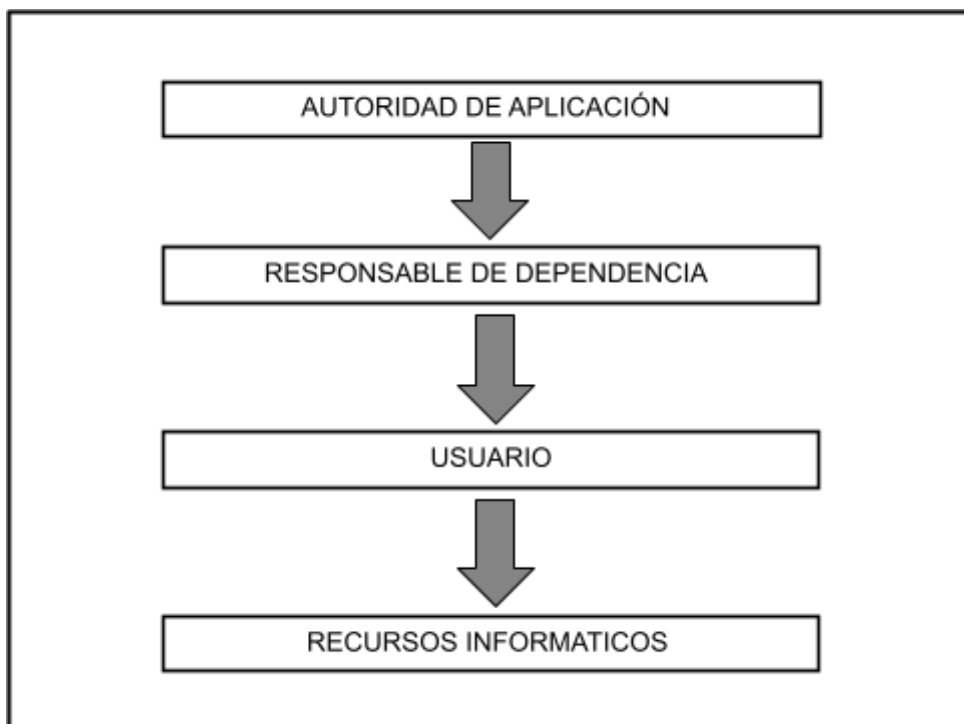 AUTORIDAD DE APLICACIÓN
RESPONSABLE DE DEPENDENCIA
USUARIO
RECURSOS INFORMATICOS